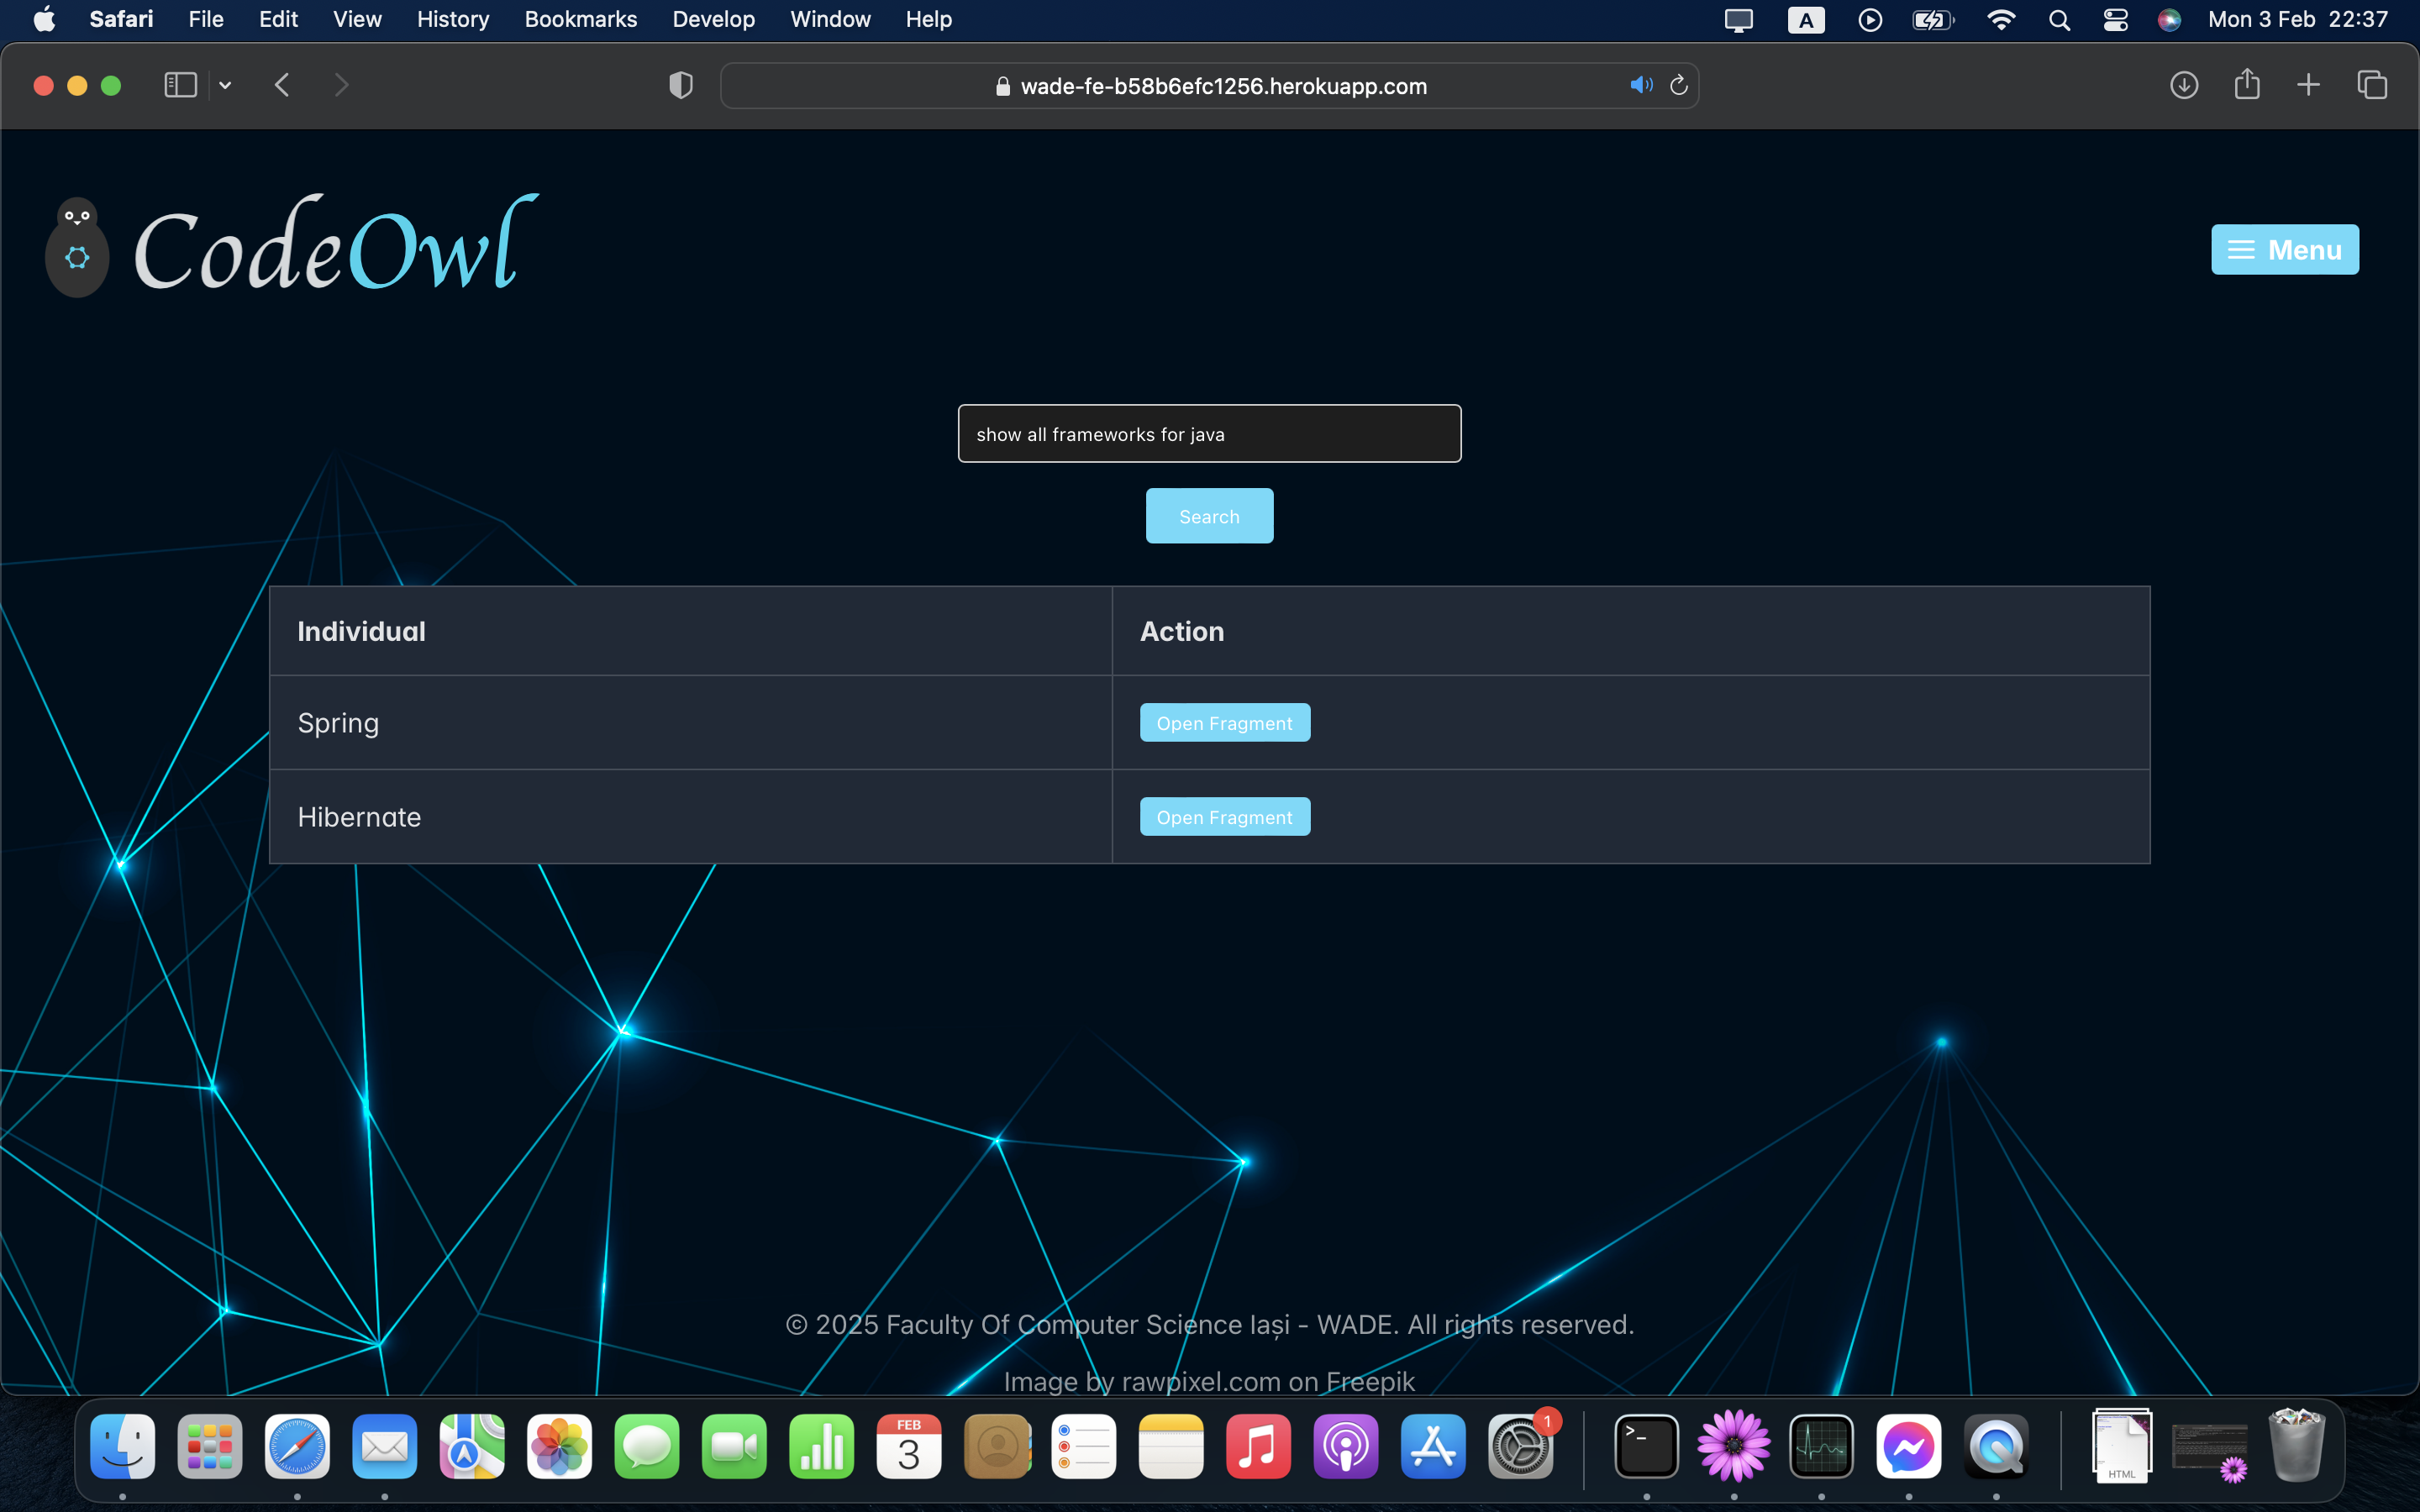 Safari File Edit View History Bookmarks Develop Window Help A Mon 3 Feb 22:37
wade-fe-b58b6efc1256.herokuapp.com
CodeOwl
Menu
show all frameworks for java
Search
Individual Action
Spring Open Fragment
Hibernate Open Fragment
© 2025 Faculty Of Computer Science Iași - WADE. All rights reserved.
Image by rawpixel.com on Freepik
FEB
3
1
>_
HTML